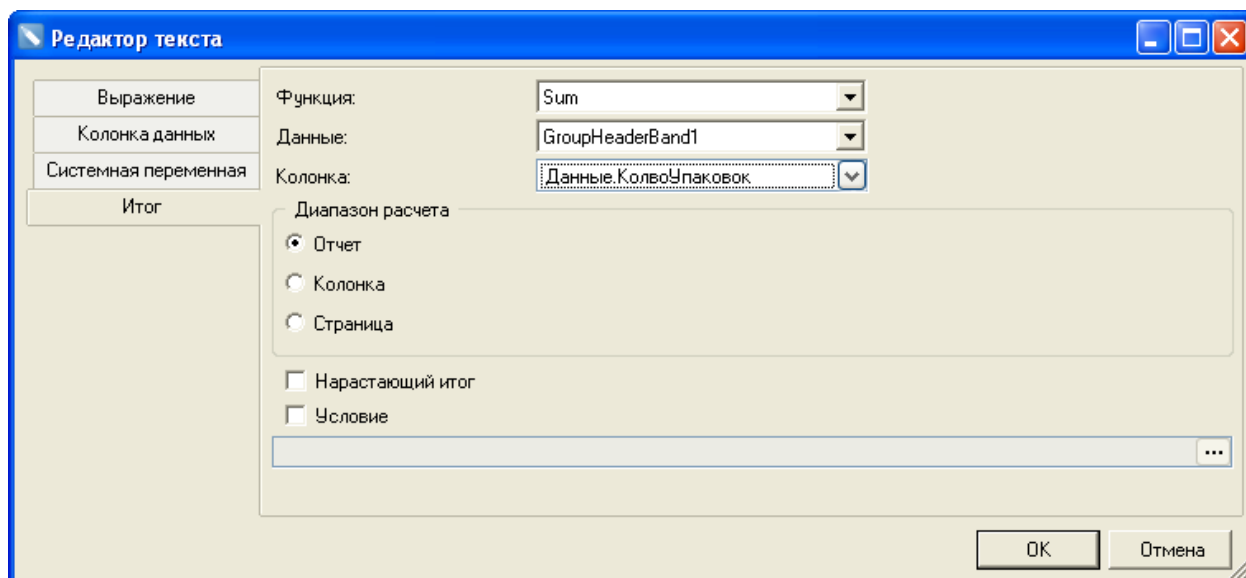 Редактор текста
Выражение
Колонка данных
Системная переменная
Итог
Функция: Sum
Данные: GroupHeaderBand1
Колонка: Данные.КолвоУпаковок
Диапазон расчета
Отчет
Колонка
Страница
Нарастающий итог
Условие
...
OK Отмена